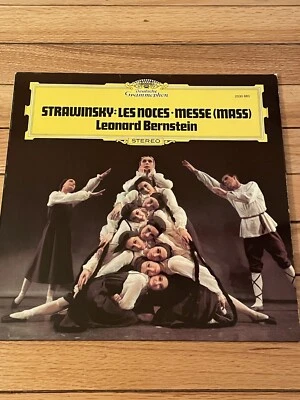 Deutsche
Grammophon
STRAWINSKY: LES NOCES · MESSE (MASS)
Leonard Bernstein
STEREO